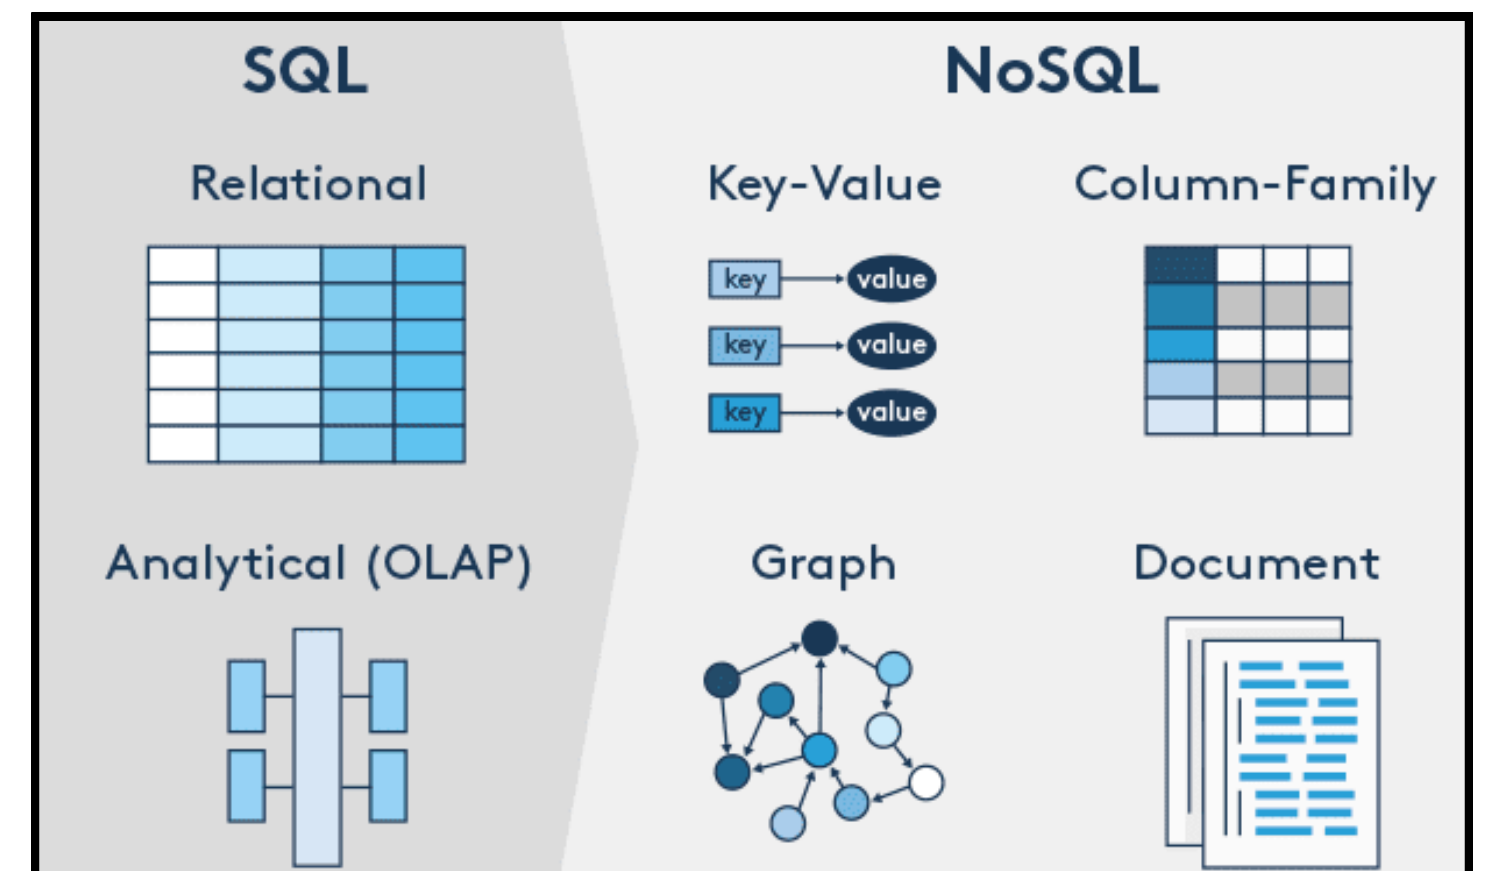 SQL
NoSQL
Relational
Key-Value
Column-Family
key
value
key
value
key
value
Analytical (OLAP)
Graph
Document